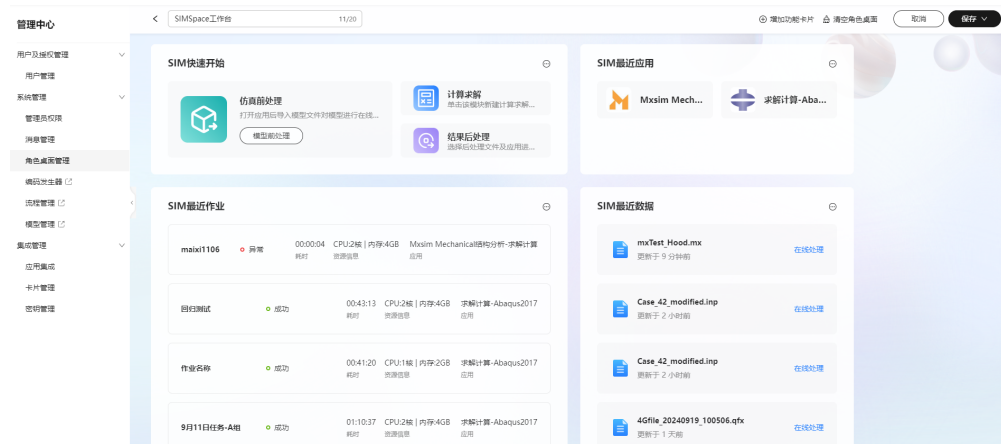 管理中心
SIMSpace工作台 11/20
增加功能卡片 清空角色桌面 取消 保存
用户及授权管理
用户管理
系统管理
管理员权限
消息管理
角色桌面管理
编码发生器
流程管理
模型管理
集成管理
应用集成
卡片管理
密钥管理
SIM快速开始
仿真前处理
打开应用后导入模型文件对模型进行在线...
模型前处理
计算求解
单击该模块新建计算求解...
结果后处理
选择后处理文件及应用进...
SIM最近应用
Mxsim Mech...
求解计算-Aba...
SIM最近作业
maixi1106 异常 00:00:04 CPU:2核 | 内存:4GB Mxsim Mechanical结构分析-求解计算
耗时 资源信息 应用
回归测试 成功 00:43:13 CPU:2核 | 内存:4GB 求解计算-Abaqus2017
耗时 资源信息 应用
作业名称 成功 00:41:20 CPU:1核 | 内存:2GB 求解计算-Abaqus2017
耗时 资源信息 应用
9月11日任务-A组 成功 01:10:37 CPU:2核 | 内存:4GB 求解计算-Abaqus2017
耗时 资源信息 应用
SIM最近数据
mxTest_Hood.mx
更新于 9 分钟前
在线处理
Case_42_modified.inp
更新于 2 小时前
在线处理
Case_42_modified.inp
更新于 2 小时前
在线处理
4Gfile_20240919_100506.qfx
更新于 1 天前
在线处理